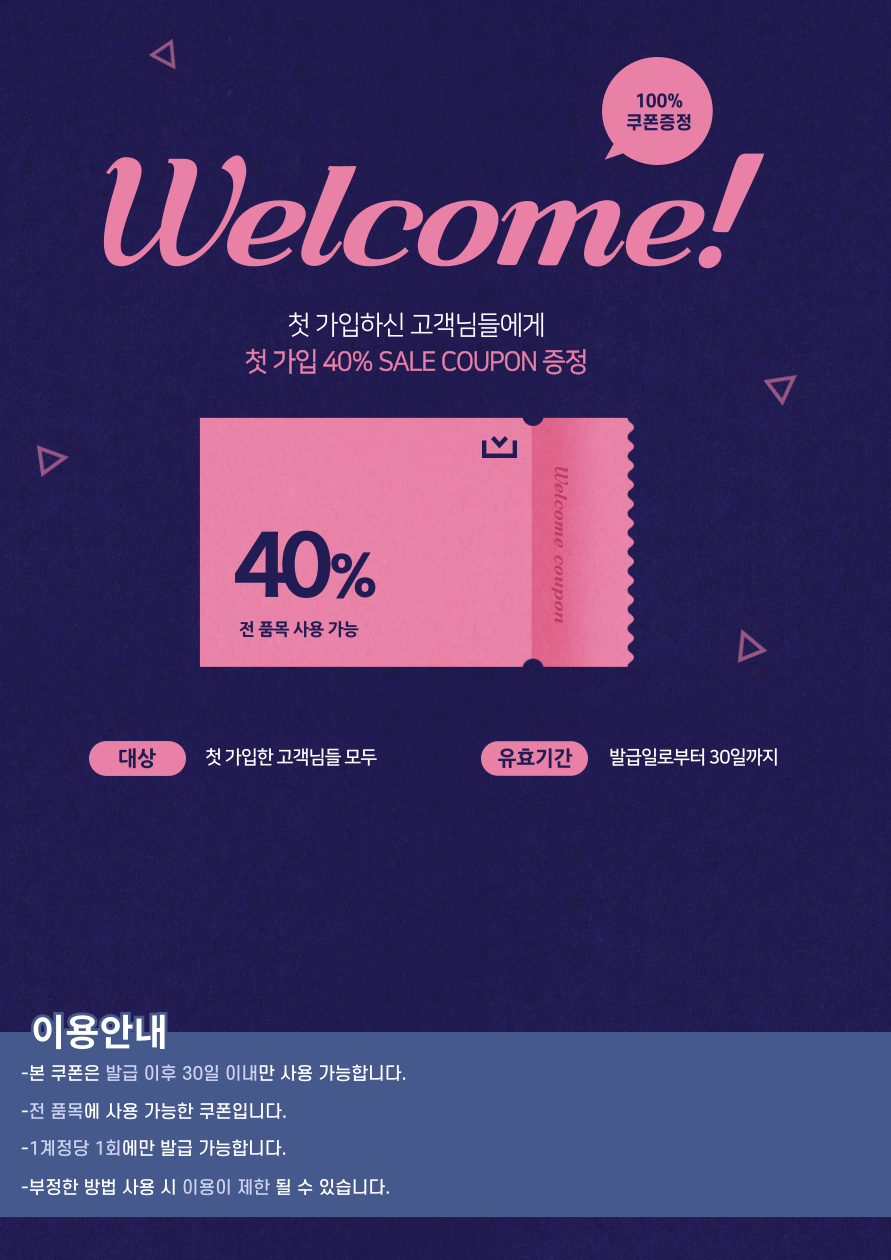 100%
쿠폰증정
Welcome!
첫 가입하신 고객님들에게
첫 가입 40% SALE COUPON 증정
40%
전 품목 사용 가능
Welcome coupon
대상
첫 가입한 고객님들 모두
유효기간
발급일로부터 30일까지
이용안내
-본 쿠폰은 발급 이후 30일 이내만 사용 가능합니다.
-전 품목에 사용 가능한 쿠폰입니다.
-1계정당 1회에만 발급 가능합니다.
-부정한 방법 사용 시 이용이 제한 될 수 있습니다.